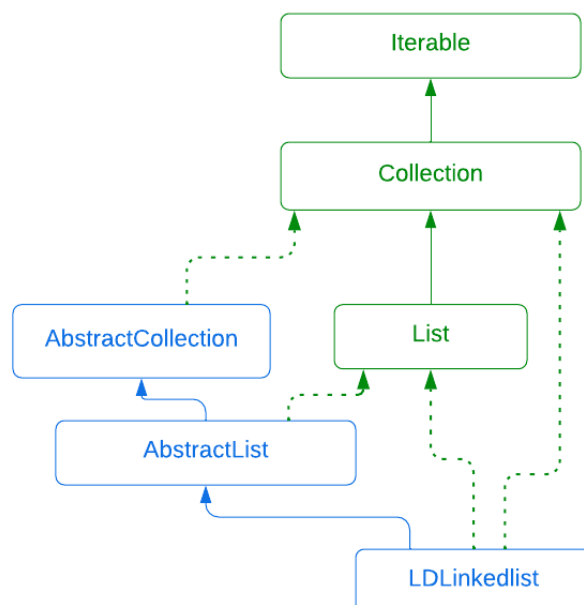 Iterable
Collection
AbstractCollection
List
AbstractList
LDLinkedlist